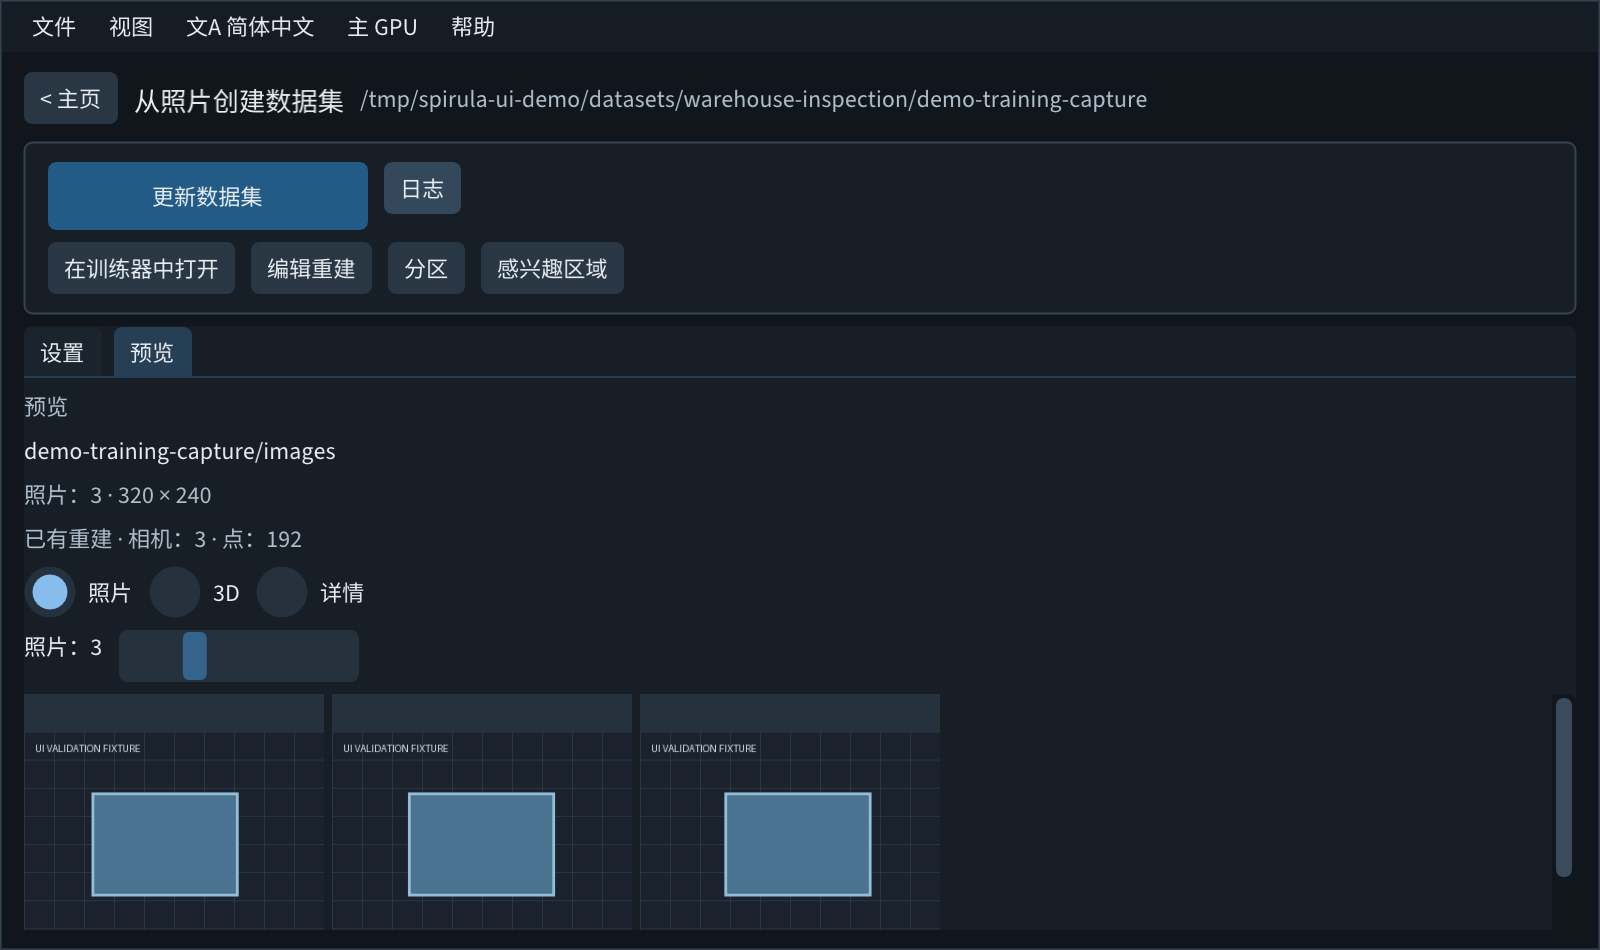 文件 视图 文A 简体中文 主 GPU 帮助
< 主页 从照片创建数据集 /tmp/spirula-ui-demo/datasets/warehouse-inspection/demo-training-capture
更新数据集 日志
在训练器中打开 编辑重建 分区 感兴趣区域
设置 预览
预览
demo-training-capture/images
照片：3 · 320 × 240
已有重建 · 相机：3 · 点：192
照片 3D 详情
照片：3
UI VALIDATION FIXTURE UI VALIDATION FIXTURE UI VALIDATION FIXTURE